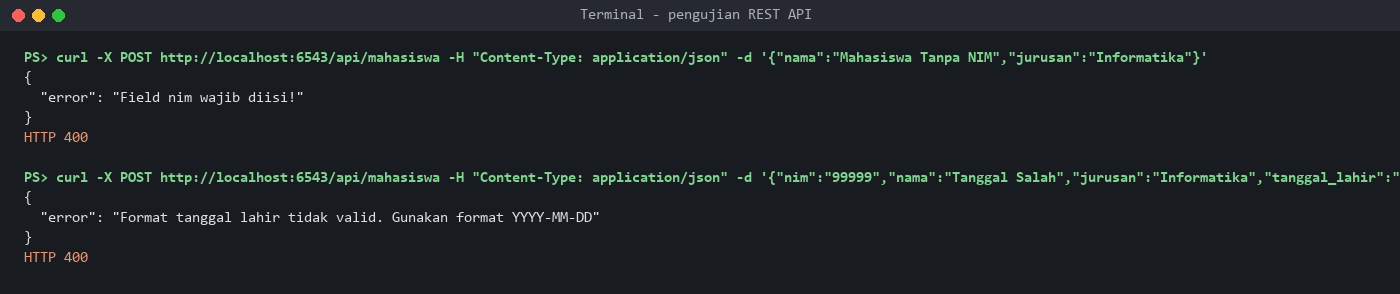 Terminal - pengujian REST API
PS> curl -X POST http://localhost:6543/api/mahasiswa -H "Content-Type: application/json" -d '{"nama":"Mahasiswa Tanpa NIM","jurusan":"Informatika"}'
{
  "error": "Field nim wajib diisi!"
}
HTTP 400
PS> curl -X POST http://localhost:6543/api/mahasiswa -H "Content-Type: application/json" -d '{"nim":"99999","nama":"Tanggal Salah","jurusan":"Informatika","tanggal_lahir":"
{
  "error": "Format tanggal lahir tidak valid. Gunakan format YYYY-MM-DD"
}
HTTP 400